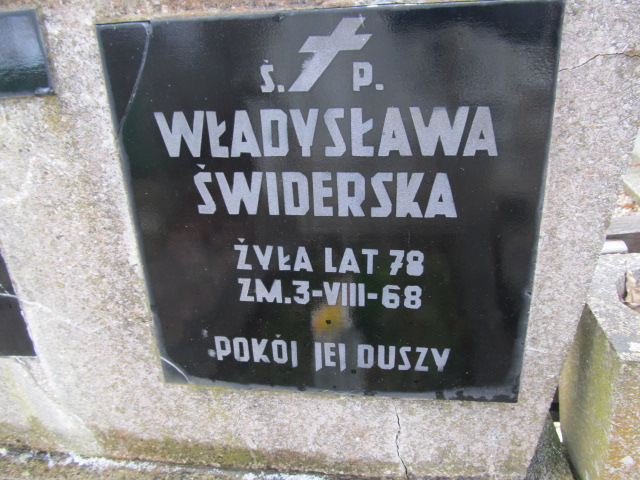 Ś. P.
WŁADYSŁAWA
ŚWIDERSKA
ŻYŁA LAT 78
ZM.3-VIII-68
POKÓJ JEJ DUSZY